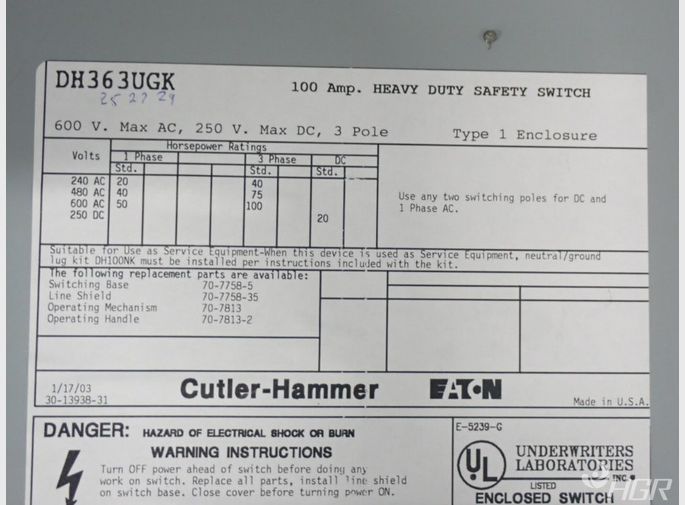 DH363UGK
25 27 29
100 Amp. HEAVY DUTY SAFETY SWITCH
600 V. Max AC, 250 V. Max DC, 3 Pole
Type 1 Enclosure
Horsepower Ratings
Volts 1 Phase 3 Phase DC
Std. Std. Std.
240 AC 20 40
480 AC 40 75
600 AC 50 100
250 DC 20
Use any two switching poles for DC and
1 Phase AC.
Suitable for Use as Service Equipment-When this device is used as Service Equipment, neutral/ground
lug kit DH100NK must be installed per instructions included with the kit.
The following replacement parts are available:
Switching Base 70-7758-5
Line Shield 70-7758-35
Operating Mechanism 70-7813
Operating Handle 70-7813-2
1/17/03
30-13938-31
Cutler-Hammer
EATON
Made in U.S.A.
DANGER: HAZARD OF ELECTRICAL SHOCK OR BURN
WARNING INSTRUCTIONS
Turn OFF power ahead of switch before doing any
work on switch. Replace all parts, install line shield
on switch base. Close cover before turning power ON.
E-5239-G
UL
UNDERWRITERS
LABORATORIES
INC.®
LISTED
ENCLOSED SWITCH
HGR